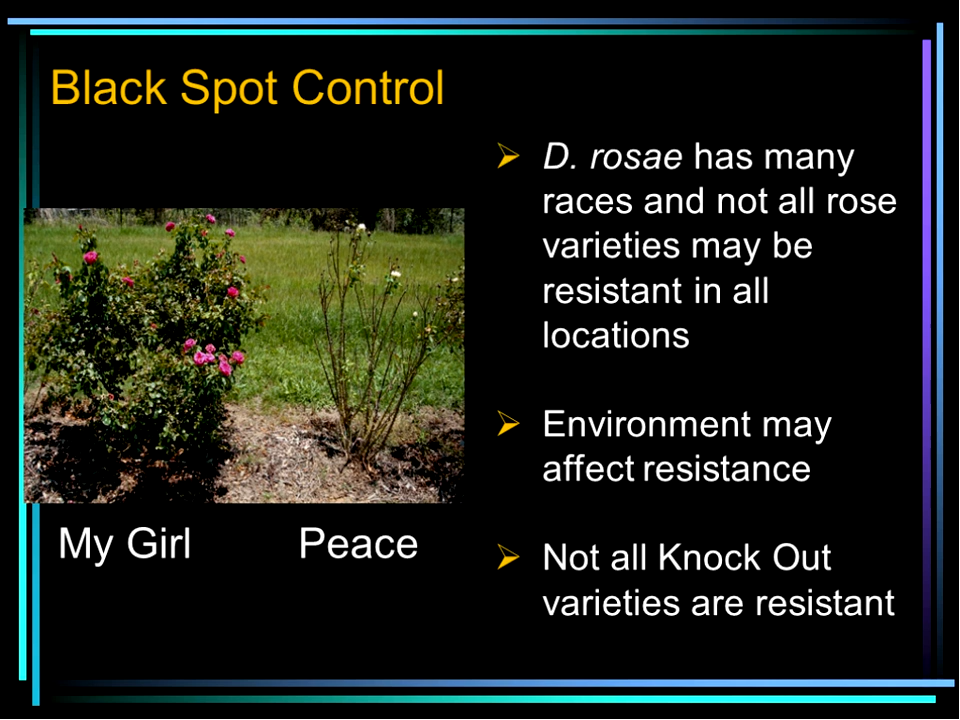 Black Spot Control
➢ D. rosae has many
races and not all rose
varieties may be
resistant in all
locations
➢ Environment may
affect resistance
➢ Not all Knock Out
varieties are resistant
My Girl Peace